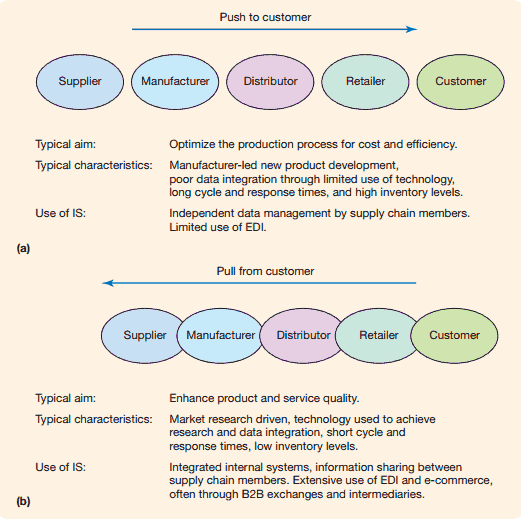 Push to customer
Supplier Manufacturer Distributor Retailer Customer
Typical aim: Optimize the production process for cost and efficiency.
Typical characteristics: Manufacturer-led new product development,
poor data integration through limited use of technology,
long cycle and response times, and high inventory levels.
Use of IS: Independent data management by supply chain members.
Limited use of EDI.
(a)
Pull from customer
Supplier Manufacturer Distributor Retailer Customer
Typical aim: Enhance product and service quality.
Typical characteristics: Market research driven, technology used to achieve
research and data integration, short cycle and
response times, low inventory levels.
Use of IS: Integrated internal systems, information sharing between
supply chain members. Extensive use of EDI and e-commerce,
often through B2B exchanges and intermediaries.
(b)